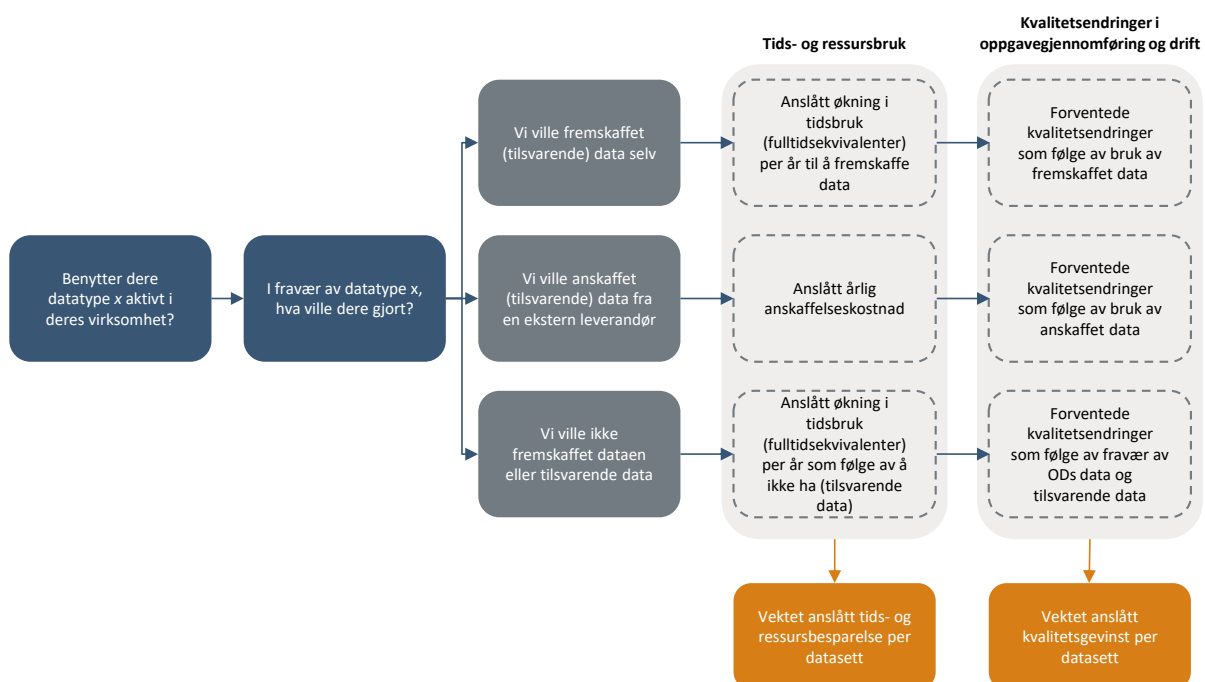 Tids- og ressursbruk
Kvalitetsendringer i
oppgavegjennomføring og drift
Benytter dere
datatype x aktivt i
deres virksomhet?
I fravær av datatype x,
hva ville dere gjort?
Vi ville fremskaffet
(tilsvarende) data selv
Anslått økning i
tidsbruk
(fulltidsekvivalenter)
per år til å fremskaffe
data
Forventede
kvalitetsendringer
som følge av bruk av
fremskaffet data
Vi ville anskaffet
(tilsvarende) data fra
en ekstern leverandør
Anslått årlig
anskaffelseskostnad
Forventede
kvalitetsendringer
som følge av bruk av
anskaffet data
Vi ville ikke
fremskaffet dataen
eller tilsvarende data
Anslått økning i
tidsbruk
(fulltidsekvivalenter)
per år som følge av å
ikke ha (tilsvarende
data)
Forventede
kvalitetsendringer
som følge av fravær av
ODs data og
tilsvarende data
Vektet anslått tids- og
ressursbesparelse per
datasett
Vektet anslått
kvalitetsgevinst per
datasett